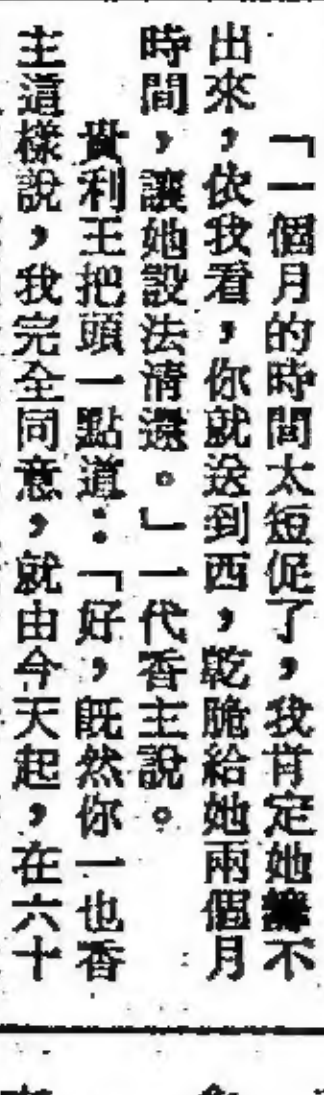 「一個月的時間太短促了，我肯定她不
出來，依我看，你就送到西，乾脆給她兩個月
時間，讓她設法清還。」一代香主說。
貴利王把頭一點道：「好，既然你一也香
主這樣說，我完全同意，就由今天起，在六十